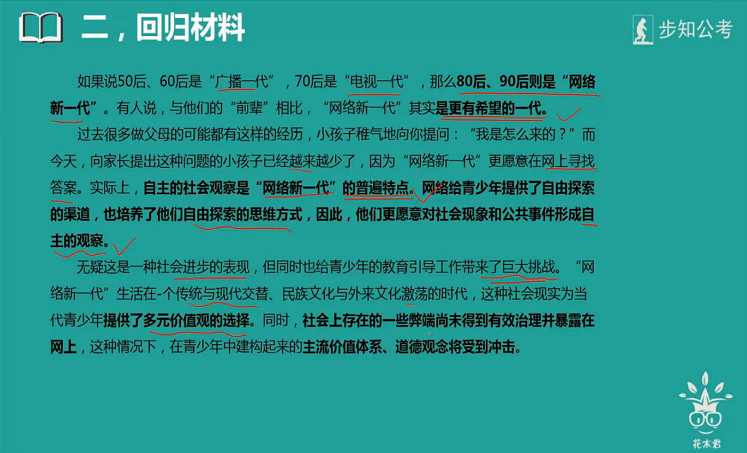 二，回归材料
步知公考
如果说50后、60后是“广播一代”，70后是“电视一代”，那么80后、90后则是“网络
新一代”。有人说，与他们的“前辈”相比，“网络新一代”其实是更有希望的一代。
过去很多做父母的可能都有这样的经历，小孩子稚气地向你提问：“我是怎么来的？”而
今天，向家长提出这种问题的小孩子已经越来越少了，因为“网络新一代”更愿意在网上寻找
答案。实际上，自主的社会观察是“网络新一代”的普遍特点。网络给青少年提供了自由探索
的渠道，也培养了他们自由探索的思维方式，因此，他们更愿意对社会现象和公共事件形成自
主的观察。
无疑这是一种社会进步的表现，但同时也给青少年的教育引导工作带来了巨大挑战。“网
络新一代”生活在-个传统与现代交替、民族文化与外来文化激荡的时代，这种社会现实为当
代青少年提供了多元价值观的选择。同时，社会上存在的一些弊端尚未得到有效治理并暴露在
网上，这种情况下，在青少年中建构起来的主流价值体系、道德观念将受到冲击。
花木君